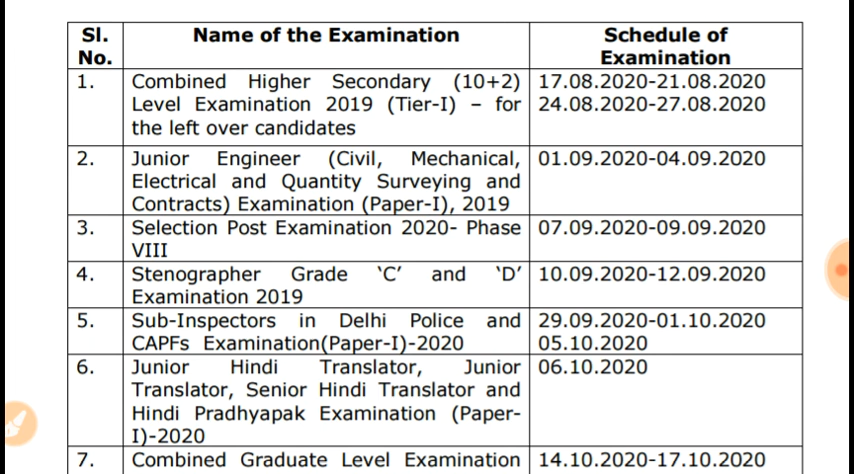 Sl. No. Name of the Examination Schedule of Examination
1. Combined Higher Secondary (10+2) 17.08.2020-21.08.2020
Level Examination 2019 (Tier-I) – for 24.08.2020-27.08.2020
the left over candidates
2. Junior Engineer (Civil, Mechanical, 01.09.2020-04.09.2020
Electrical and Quantity Surveying and
Contracts) Examination (Paper-I), 2019
3. Selection Post Examination 2020- Phase 07.09.2020-09.09.2020
VIII
4. Stenographer Grade ‘C’ and ‘D’ 10.09.2020-12.09.2020
Examination 2019
5. Sub-Inspectors in Delhi Police and 29.09.2020-01.10.2020
CAPFs Examination(Paper-I)-2020 05.10.2020
6. Junior Hindi Translator, Junior 06.10.2020
Translator, Senior Hindi Translator and
Hindi Pradhyapak Examination (Paper-
I)-2020
7. Combined Graduate Level Examination 14.10.2020-17.10.2020